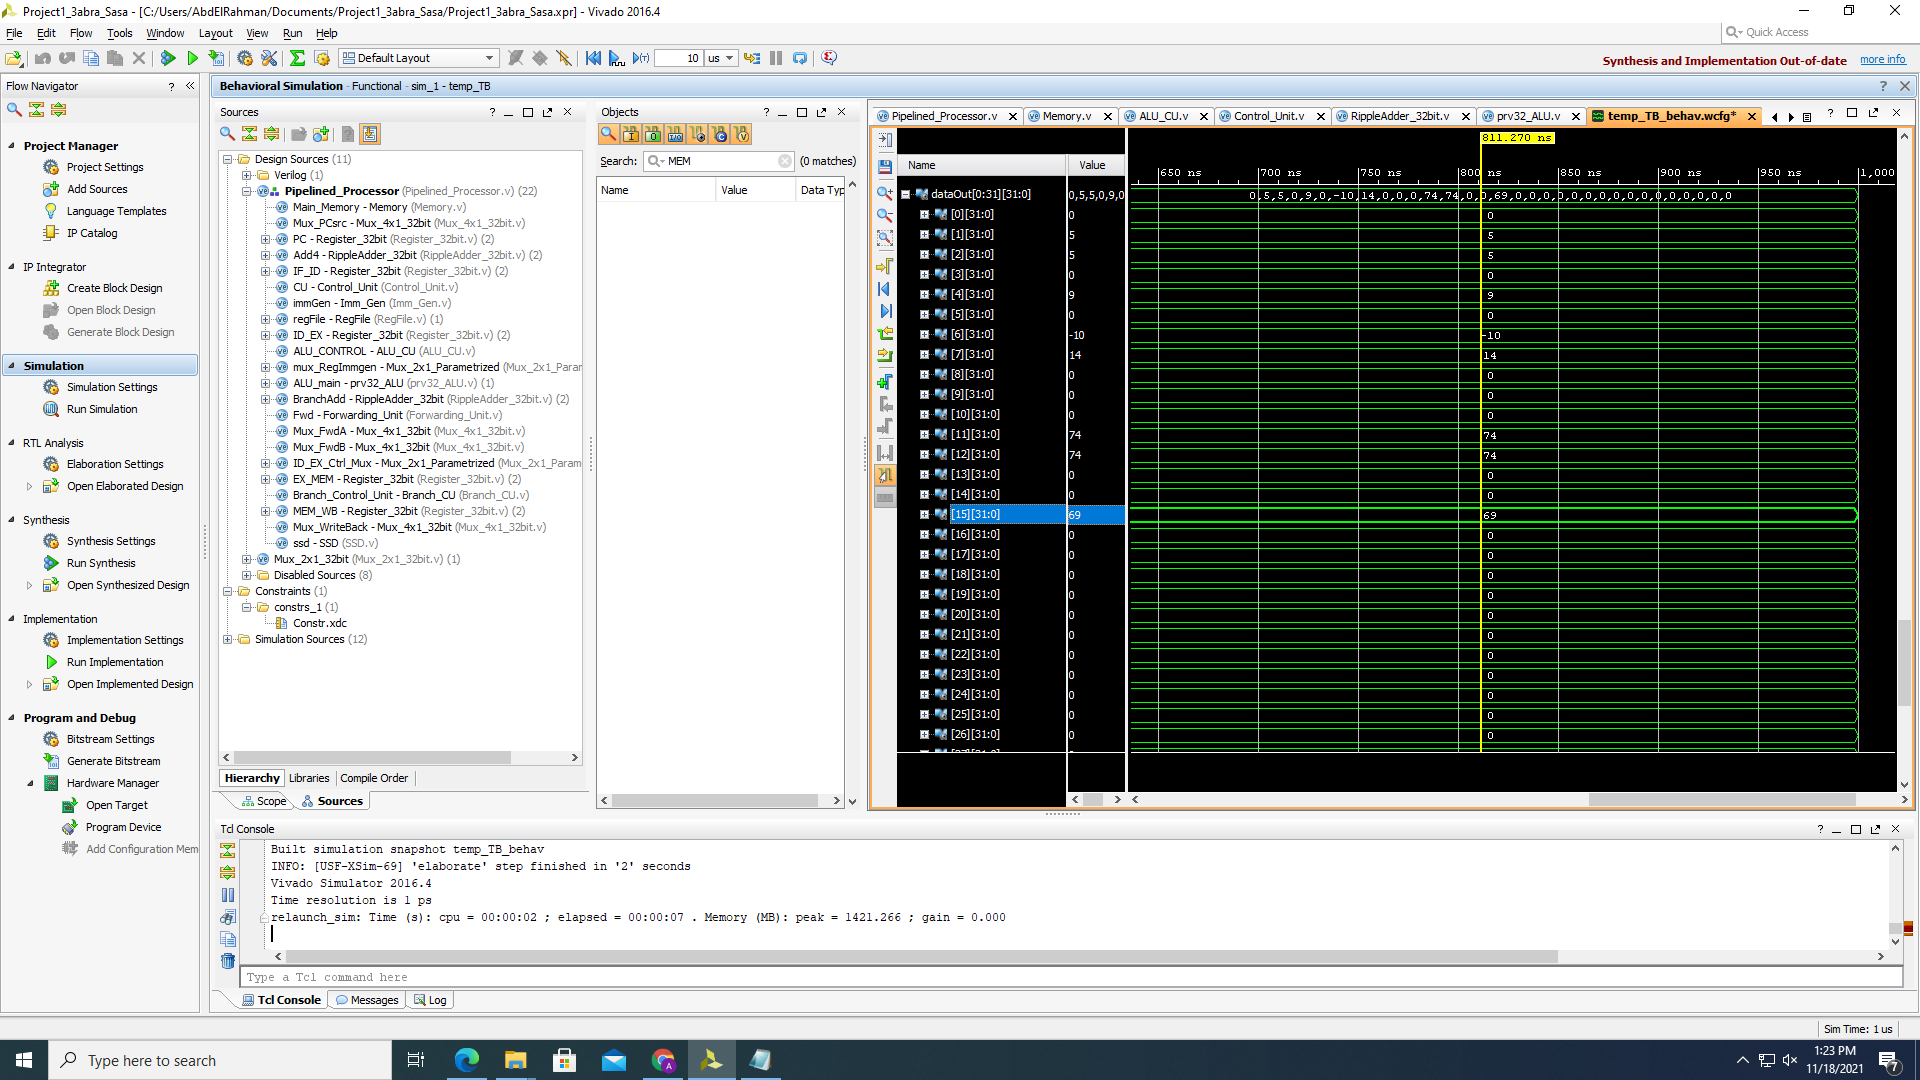 Project1_3abra_Sasa - [C:/Users/AbdElRahman/Documents/Project1_3abra_Sasa/Project1_3abra_Sasa.xpr] - Vivado 2016.4
File Edit Flow Tools Window Layout View Run Help
Quick Access
Default Layout
10 us
Synthesis and Implementation Out-of-date more info
Flow Navigator
Project Manager
Project Settings
Add Sources
Language Templates
IP Catalog
IP Integrator
Create Block Design
Open Block Design
Generate Block Design
Simulation
Simulation Settings
Run Simulation
RTL Analysis
Elaboration Settings
Open Elaborated Design
Synthesis
Synthesis Settings
Run Synthesis
Open Synthesized Design
Implementation
Implementation Settings
Run Implementation
Open Implemented Design
Program and Debug
Bitstream Settings
Generate Bitstream
Hardware Manager
Open Target
Program Device
Add Configuration Mem
Behavioral Simulation - Functional - sim_1 - temp_TB
Sources
Design Sources (11)
Verilog (1)
Pipelined_Processor (Pipelined_Processor.v) (22)
Main_Memory - Memory (Memory.v)
Mux_PCsrc - Mux_4x1_32bit (Mux_4x1_32bit.v)
PC - Register_32bit (Register_32bit.v) (2)
Add4 - RippleAdder_32bit (RippleAdder_32bit.v) (2)
IF_ID - Register_32bit (Register_32bit.v) (2)
CU - Control_Unit (Control_Unit.v)
immGen - Imm_Gen (Imm_Gen.v)
regFile - RegFile (RegFile.v) (1)
ID_EX - Register_32bit (Register_32bit.v) (2)
ALU_CONTROL - ALU_CU (ALU_CU.v)
mux_RegImmgen - Mux_2x1_Parametrized (Mux_2x1_Parar
ALU_main - prv32_ALU (prv32_ALU.v) (1)
BranchAdd - RippleAdder_32bit (RippleAdder_32bit.v) (2)
Fwd - Forwarding_Unit (Forwarding_Unit.v)
Mux_FwdA - Mux_4x1_32bit (Mux_4x1_32bit.v)
Mux_FwdB - Mux_4x1_32bit (Mux_4x1_32bit.v)
ID_EX_Ctrl_Mux - Mux_2x1_Parametrized (Mux_2x1_Param
EX_MEM - Register_32bit (Register_32bit.v) (2)
Branch_Control_Unit - Branch_CU (Branch_CU.v)
MEM_WB - Register_32bit (Register_32bit.v) (2)
Mux_WriteBack - Mux_4x1_32bit (Mux_4x1_32bit.v)
ssd - SSD (SSD.v)
Mux_2x1_32bit (Mux_2x1_32bit.v) (1)
Disabled Sources (8)
Constraints (1)
constrs_1 (1)
Constr.xdc
Simulation Sources (12)
Hierarchy Libraries Compile Order
Scope Sources
Objects
Search: MEM (0 matches)
Name Value Data Typ
Pipelined_Processor.v Memory.v ALU_CU.v Control_Unit.v RippleAdder_32bit.v prv32_ALU.v temp_TB_behav.wcfg*
811.270 ns
Name Value
650 ns 700 ns 750 ns 800 ns 850 ns 900 ns 950 ns 1,000
dataOut[0:31][31:0] 0,5,5,0,9,0 0,5,5,0,9,0,-10,14,0,0,0,74,74,0,0,69,0,0,0,0,0,0,0,0,0,0,0,0,0,0,0,0
[0][31:0] 0 0
[1][31:0] 5 5
[2][31:0] 5 5
[3][31:0] 0 0
[4][31:0] 9 9
[5][31:0] 0 0
[6][31:0] -10 -10
[7][31:0] 14 14
[8][31:0] 0 0
[9][31:0] 0 0
[10][31:0] 0 0
[11][31:0] 74 74
[12][31:0] 74 74
[13][31:0] 0 0
[14][31:0] 0 0
[15][31:0] 69 69
[16][31:0] 0 0
[17][31:0] 0 0
[18][31:0] 0 0
[19][31:0] 0 0
[20][31:0] 0 0
[21][31:0] 0 0
[22][31:0] 0 0
[23][31:0] 0 0
[24][31:0] 0 0
[25][31:0] 0 0
[26][31:0] 0 0
Tcl Console
Built simulation snapshot temp_TB_behav
INFO: [USF-XSim-69] 'elaborate' step finished in '2' seconds
Vivado Simulator 2016.4
Time resolution is 1 ps
relaunch_sim: Time (s): cpu = 00:00:02 ; elapsed = 00:00:07 . Memory (MB): peak = 1421.266 ; gain = 0.000
Type a Tcl command here
Tcl Console Messages Log
Sim Time: 1 us
Type here to search
1:23 PM
11/18/2021
7